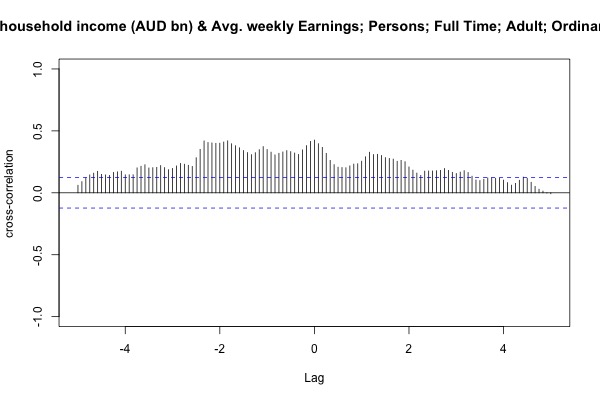 household income (AUD bn) & Avg. weekly Earnings; Persons; Full Time; Adult; Ordinar
1.0
0.5
0.0
-0.5
-1.0
cross-correlation
-4 -2 0 2 4
Lag